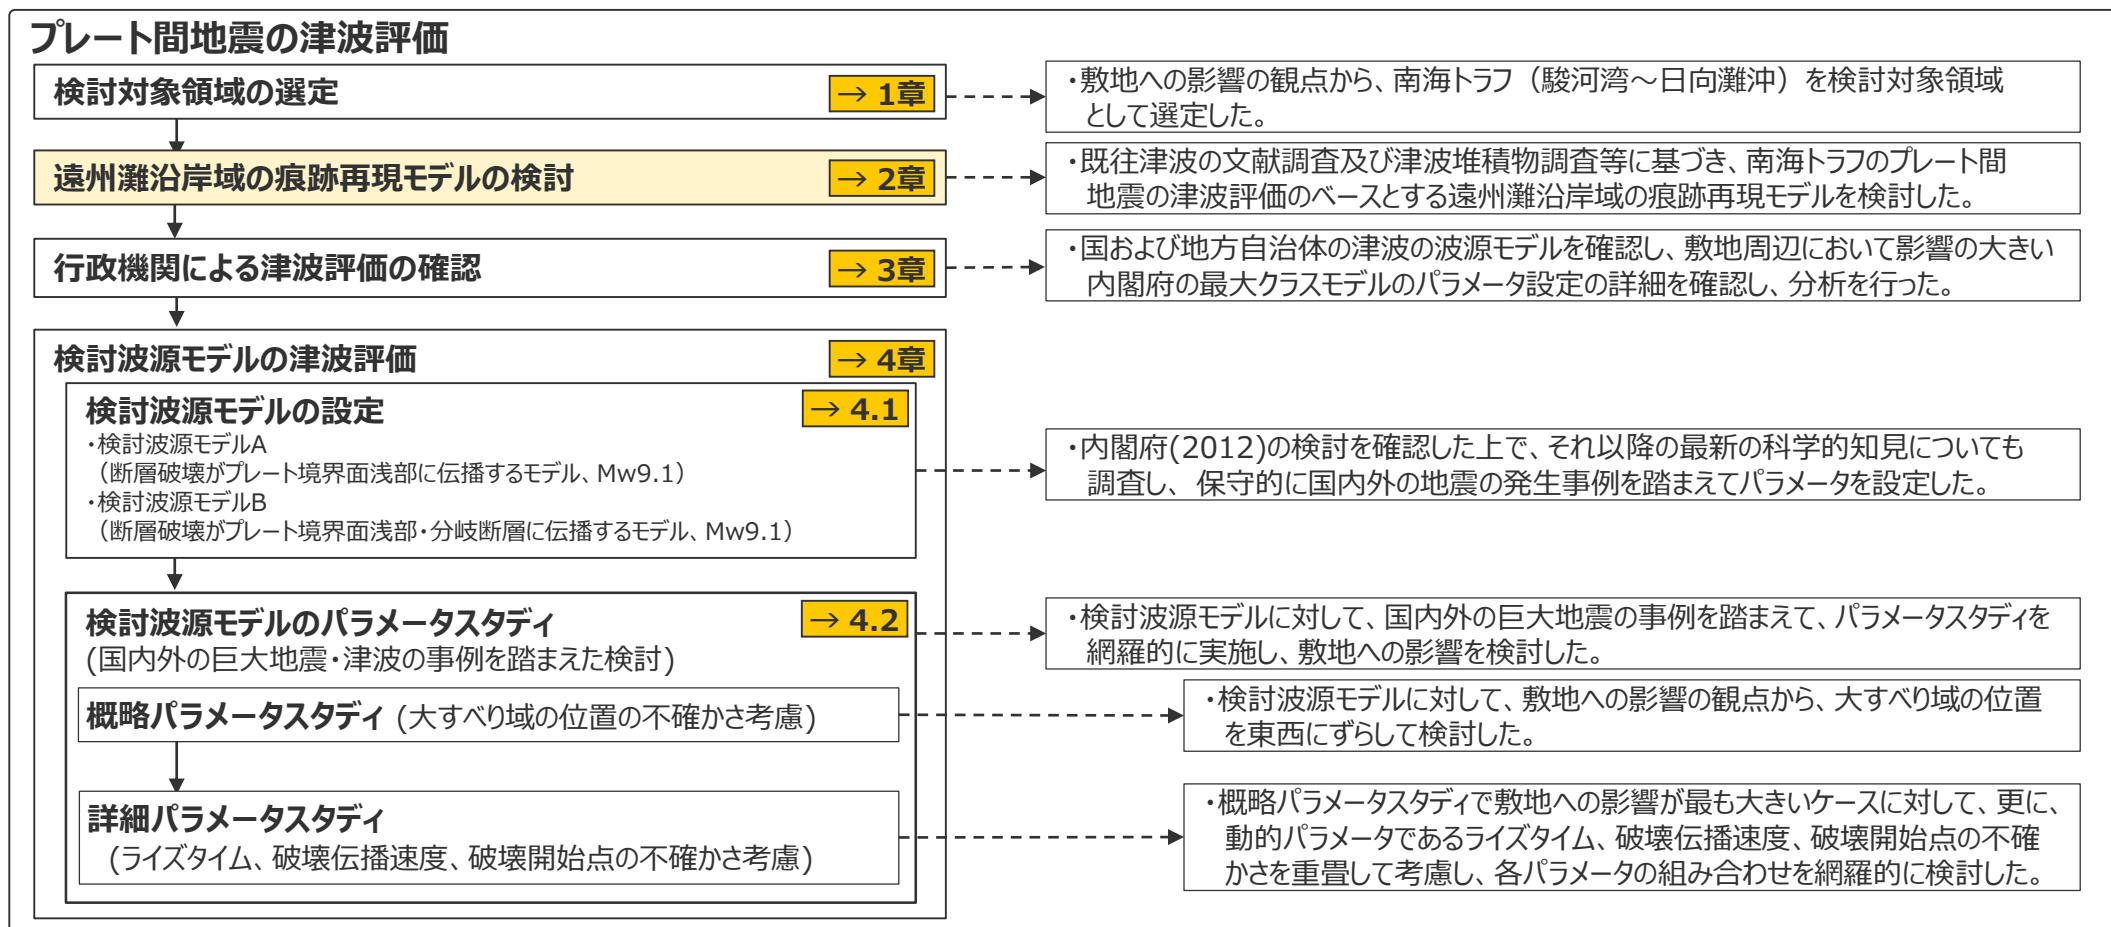 プレート間地震の津波評価
検討対象領域の選定
→ 1章
・敷地への影響の観点から、南海トラフ（駿河湾～日向灘沖）を検討対象領域
として選定した。
遠州灘沿岸域の痕跡再現モデルの検討
→ 2章
・既往津波の文献調査及び津波堆積物調査等に基づき、南海トラフのプレート間
地震の津波評価のベースとする遠州灘沿岸域の痕跡再現モデルを検討した。
行政機関による津波評価の確認
→ 3章
・国および地方自治体の津波の波源モデルを確認し、敷地周辺において影響の大きい
内閣府の最大クラスモデルのパラメータ設定の詳細を確認し、分析を行った。
検討波源モデルの津波評価
→ 4章
検討波源モデルの設定
→ 4.1
・検討波源モデルA
（断層破壊がプレート境界面浅部に伝播するモデル、Mw9.1）
・検討波源モデルB
（断層破壊がプレート境界面浅部・分岐断層に伝播するモデル、Mw9.1）
・内閣府(2012)の検討を確認した上で、それ以降の最新の科学的知見についても
調査し、保守的に国内外の地震の発生事例を踏まえてパラメータを設定した。
検討波源モデルのパラメータスタディ
→ 4.2
(国内外の巨大地震・津波の事例を踏まえた検討)
・検討波源モデルに対して、国内外の巨大地震の事例を踏まえて、パラメータスタディを
網羅的に実施し、敷地への影響を検討した。
概略パラメータスタディ (大すべり域の位置の不確かさ考慮)
・検討波源モデルに対して、敷地への影響の観点から、大すべり域の位置
を東西にずらして検討した。
詳細パラメータスタディ
(ライズタイム、破壊伝播速度、破壊開始点の不確かさ考慮)
・概略パラメータスタディで敷地への影響が最も大きいケースに対して、更に、
動的パラメータであるライズタイム、破壊伝播速度、破壊開始点の不確
かさを重畳して考慮し、各パラメータの組み合わせを網羅的に検討した。